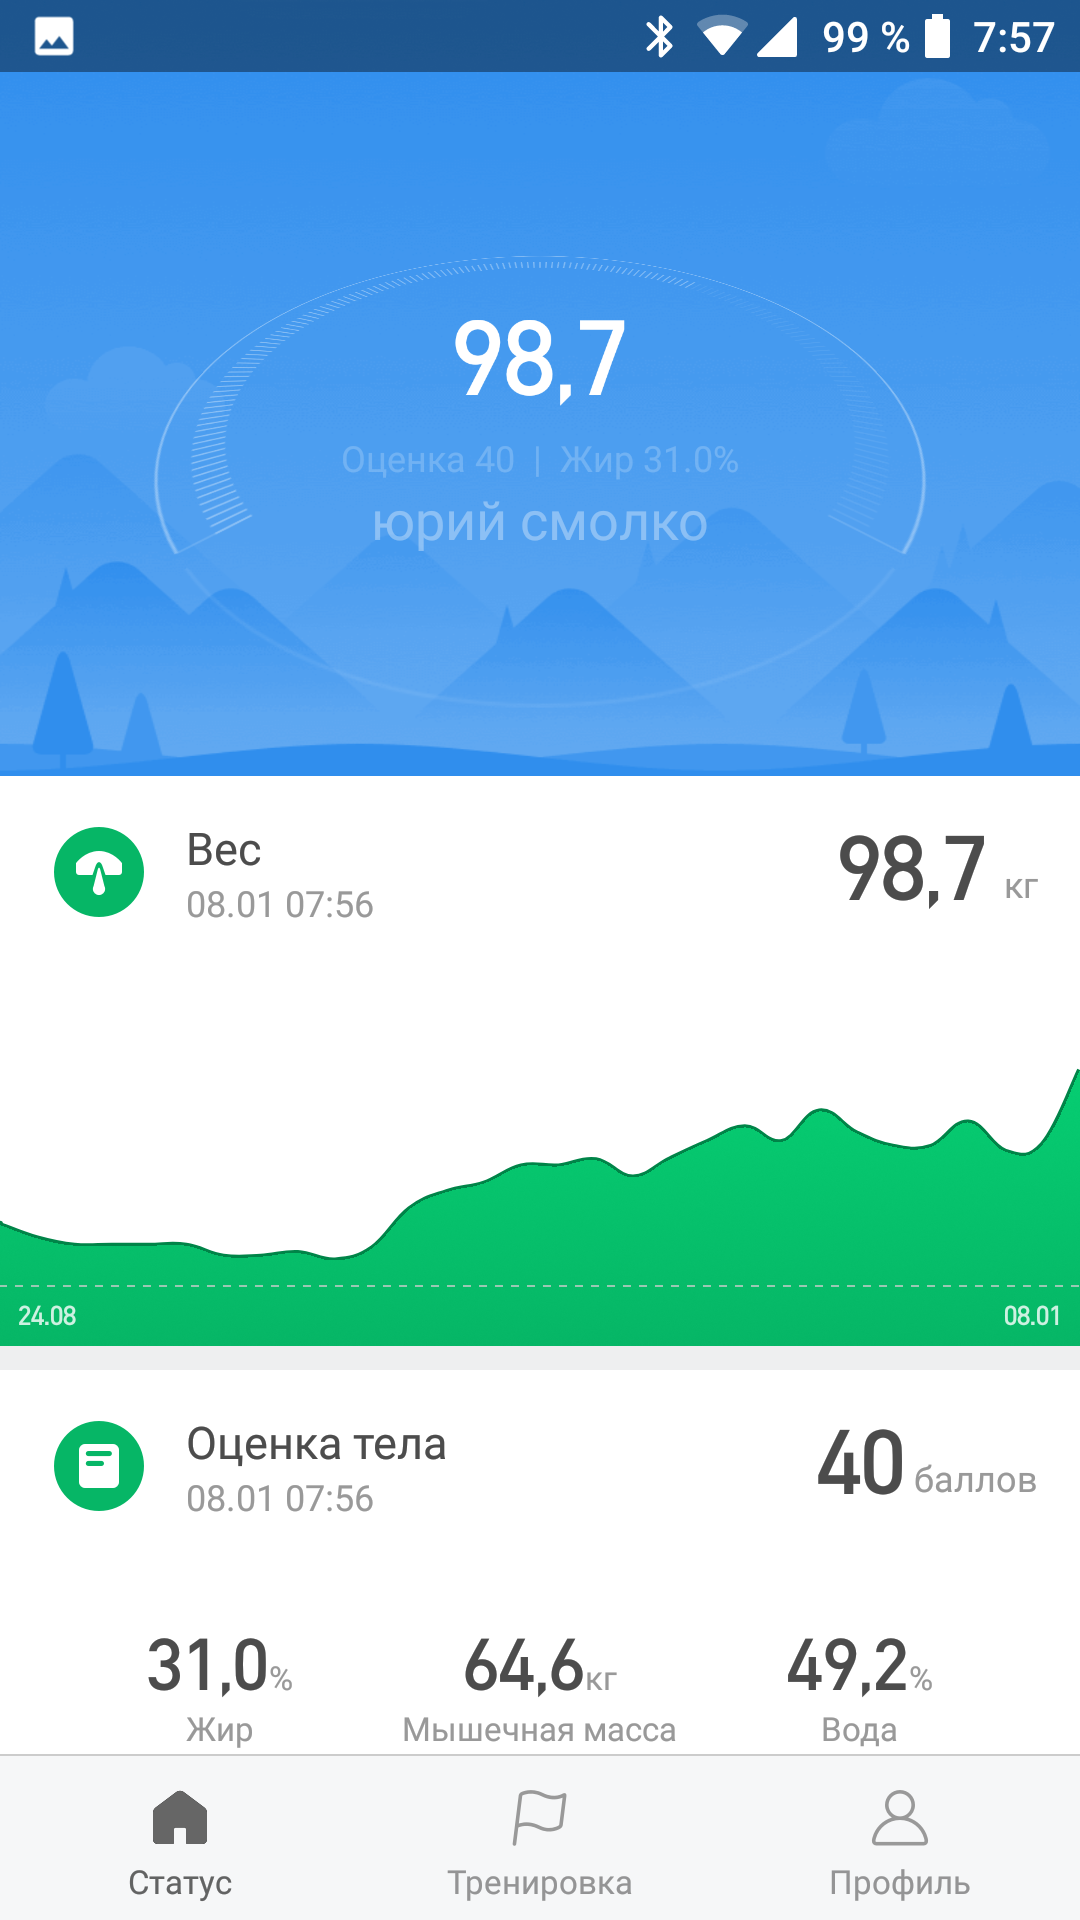 99 % 7:57
98,7
Оценка 40 | Жир 31.0%
юрий смолко
Вес
08.01 07:56
98,7 кг
24.08
08.01
Оценка тела
08.01 07:56
40 баллов
31,0%
Жир
64,6кг
Мышечная масса
49,2%
Вода
Статус
Тренировка
Профиль